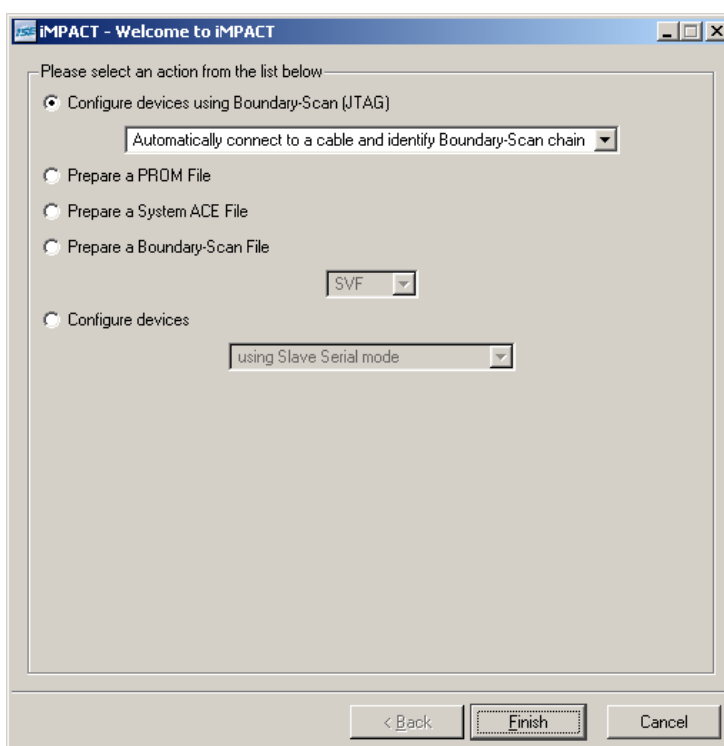 ISE iMPACT - Welcome to iMPACT
Please select an action from the list below
Configure devices using Boundary-Scan (JTAG)
Automatically connect to a cable and identify Boundary-Scan chain
Prepare a PROM File
Prepare a System ACE File
Prepare a Boundary-Scan File
SVF
Configure devices
using Slave Serial mode
< Back Finish Cancel